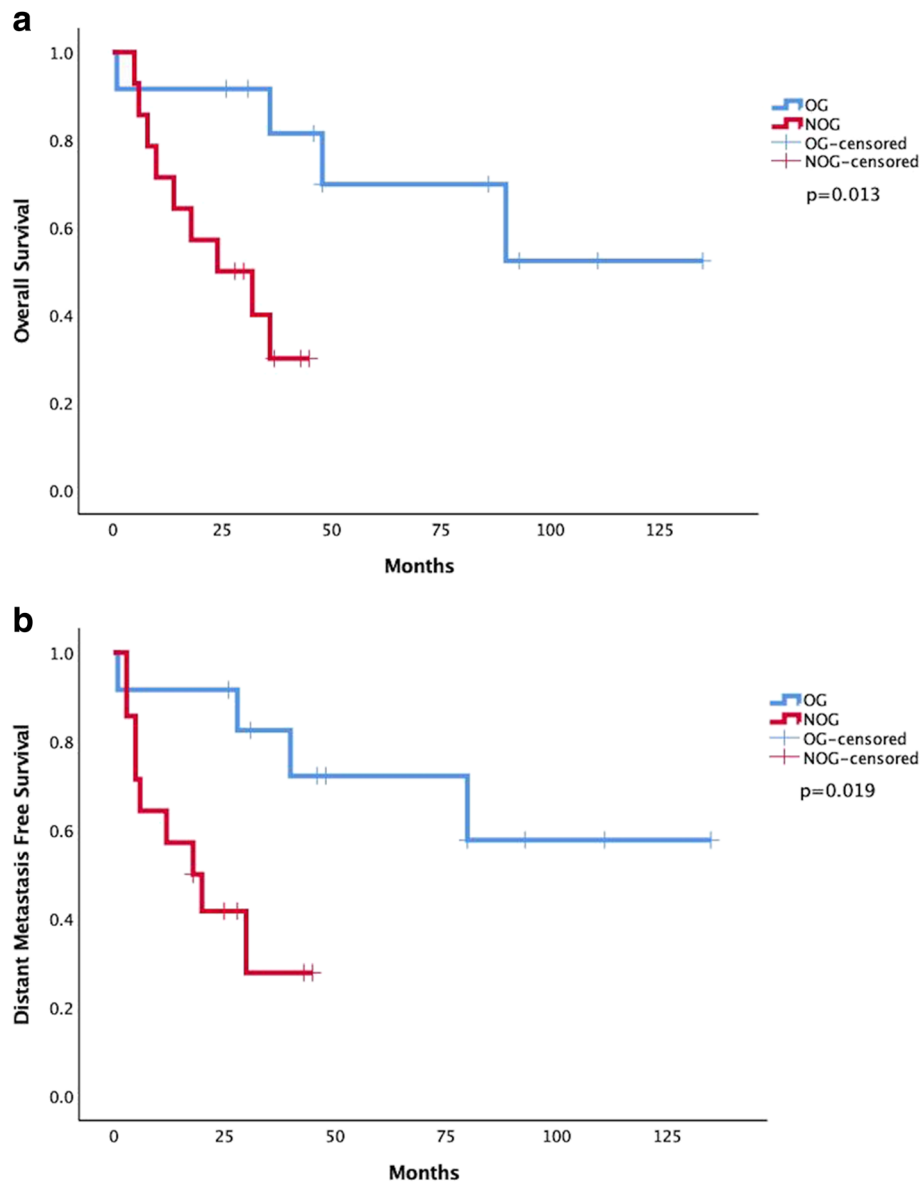 a
1.0
0.8
0.6
0.4
0.2
0.0
Overall Survival
0 25 50 75 100 125
Months
OG
NOG
OG-censored
NOG-censored
p=0.013
b
1.0
0.8
0.6
0.4
0.2
0.0
Distant Metastasis Free Survival
0 25 50 75 100 125
Months
OG
NOG
OG-censored
NOG-censored
p=0.019